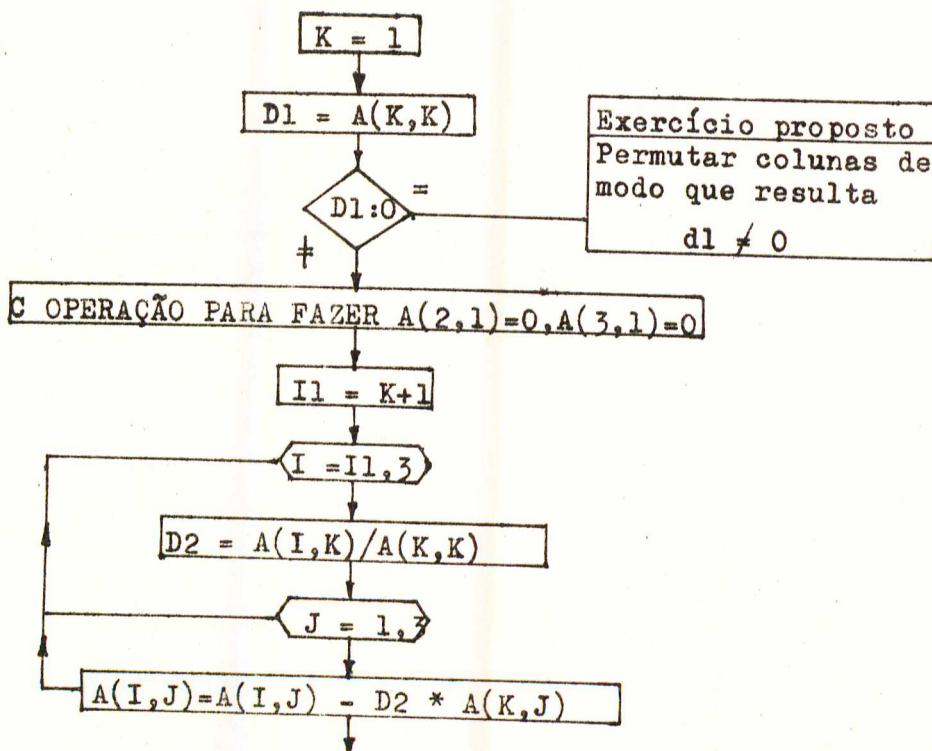 K = 1
D1 = A(K,K)
Exercício proposto
Permutar colunas de
modo que resulta
d1 ≠ 0
D1:0
=
≠
C OPERAÇÃO PARA FAZER A(2,1)=0,A(3,1)=0
I1 = K+1
I =I1,3
D2 = A(I,K)/A(K,K)
J = 1,3
A(I,J)=A(I,J) - D2 * A(K,J)